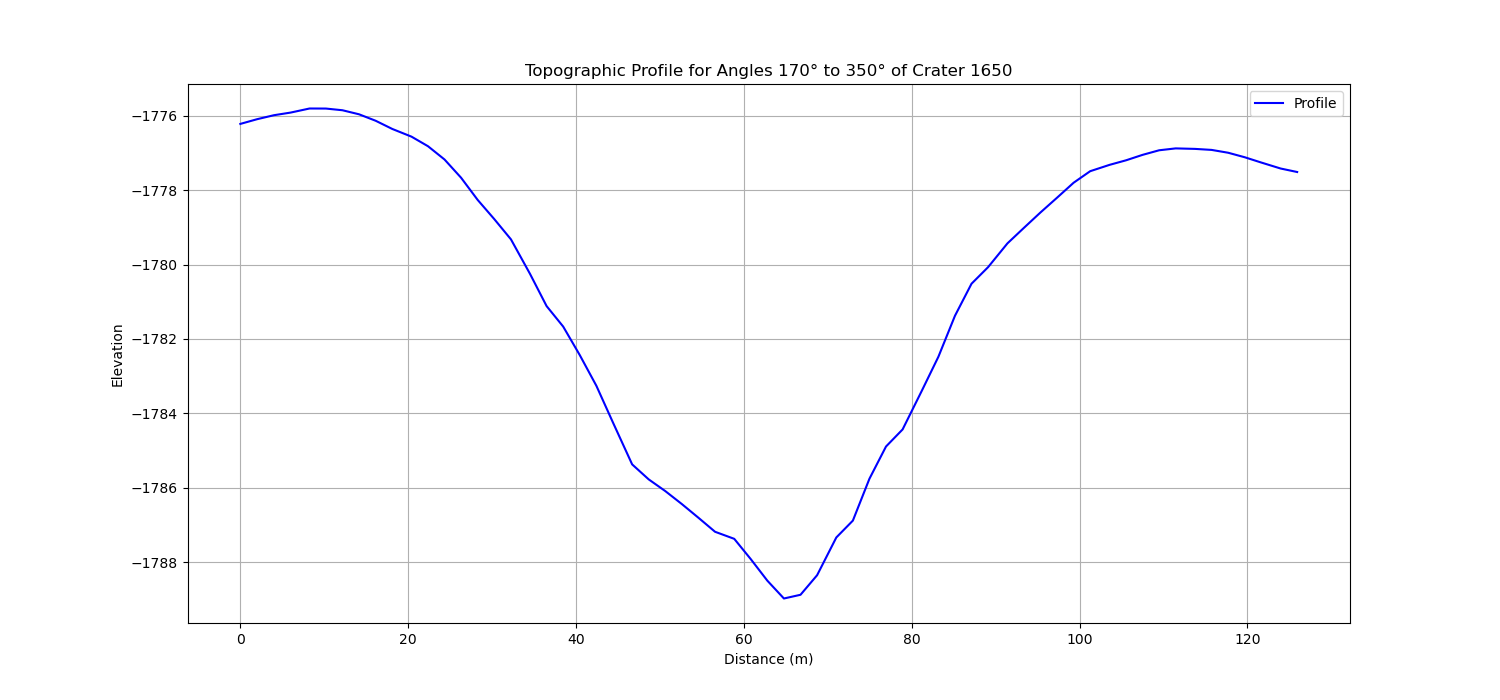 Topographic Profile for Angles 170° to 350° of Crater 1650
Profile
−1776
−1778
−1780
−1782
−1784
−1786
−1788
Elevation
0 20 40 60 80 100 120
Distance (m)